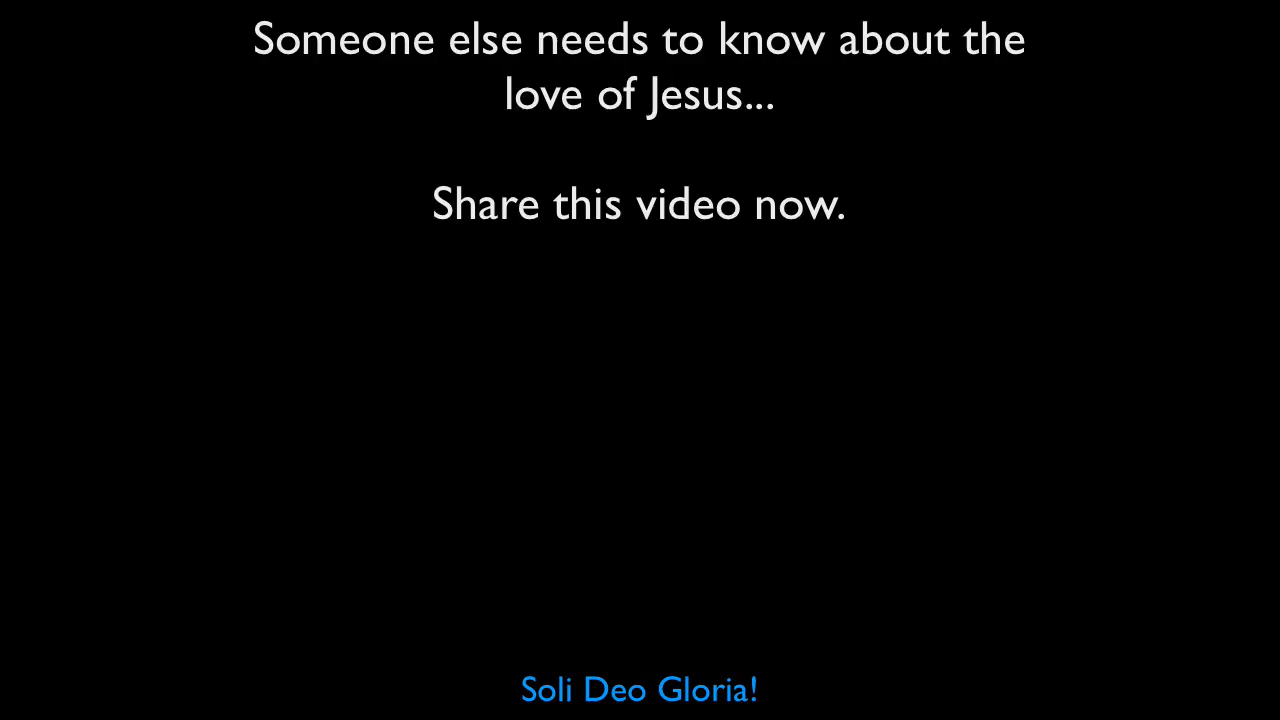 Someone else needs to know about the
love of Jesus...
Share this video now.
Soli Deo Gloria!